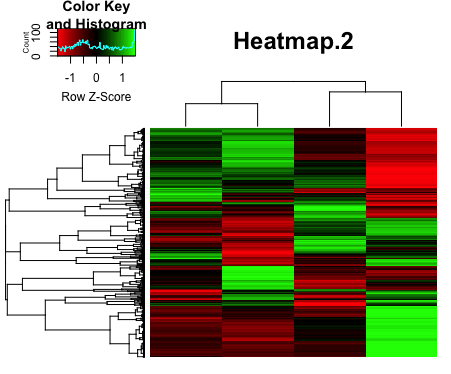 Color Key
and Histogram
Count
0
100
-1 0 1
Row Z-Score
Heatmap.2